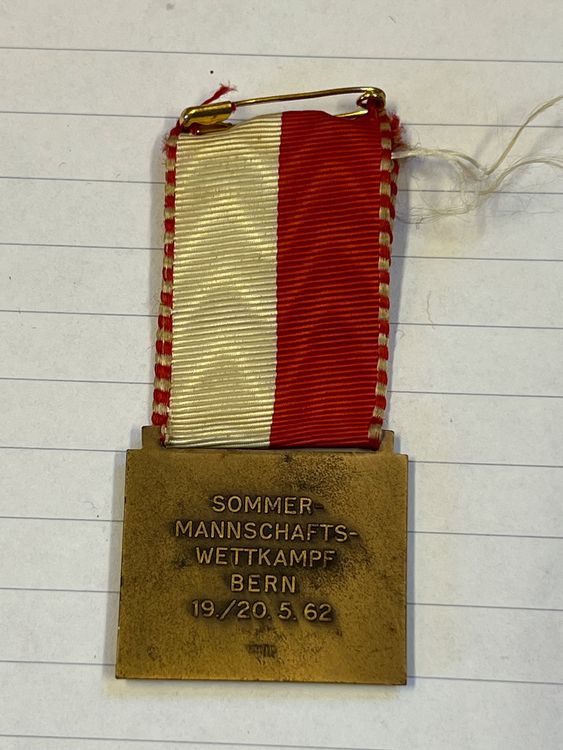 SOMMER-
MANNSCHAFTS-
WETTKAMPF
BERN
19./20.5.62